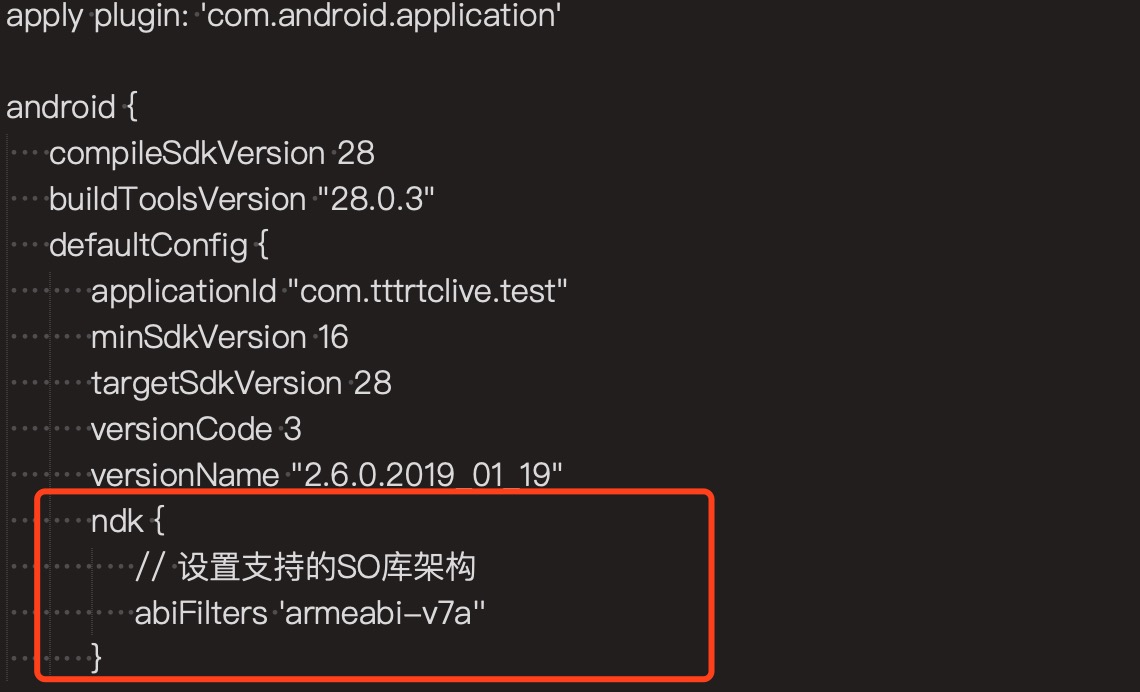 apply plugin: 'com.android.application'
android {
compileSdkVersion 28
buildToolsVersion "28.0.3"
defaultConfig {
applicationId "com.tttrtclive.test"
minSdkVersion 16
targetSdkVersion 28
versionCode 3
versionName "2.6.0.2019_01_19"
ndk {
// 设置支持的SO库架构
abiFilters 'armeabi-v7a"
}